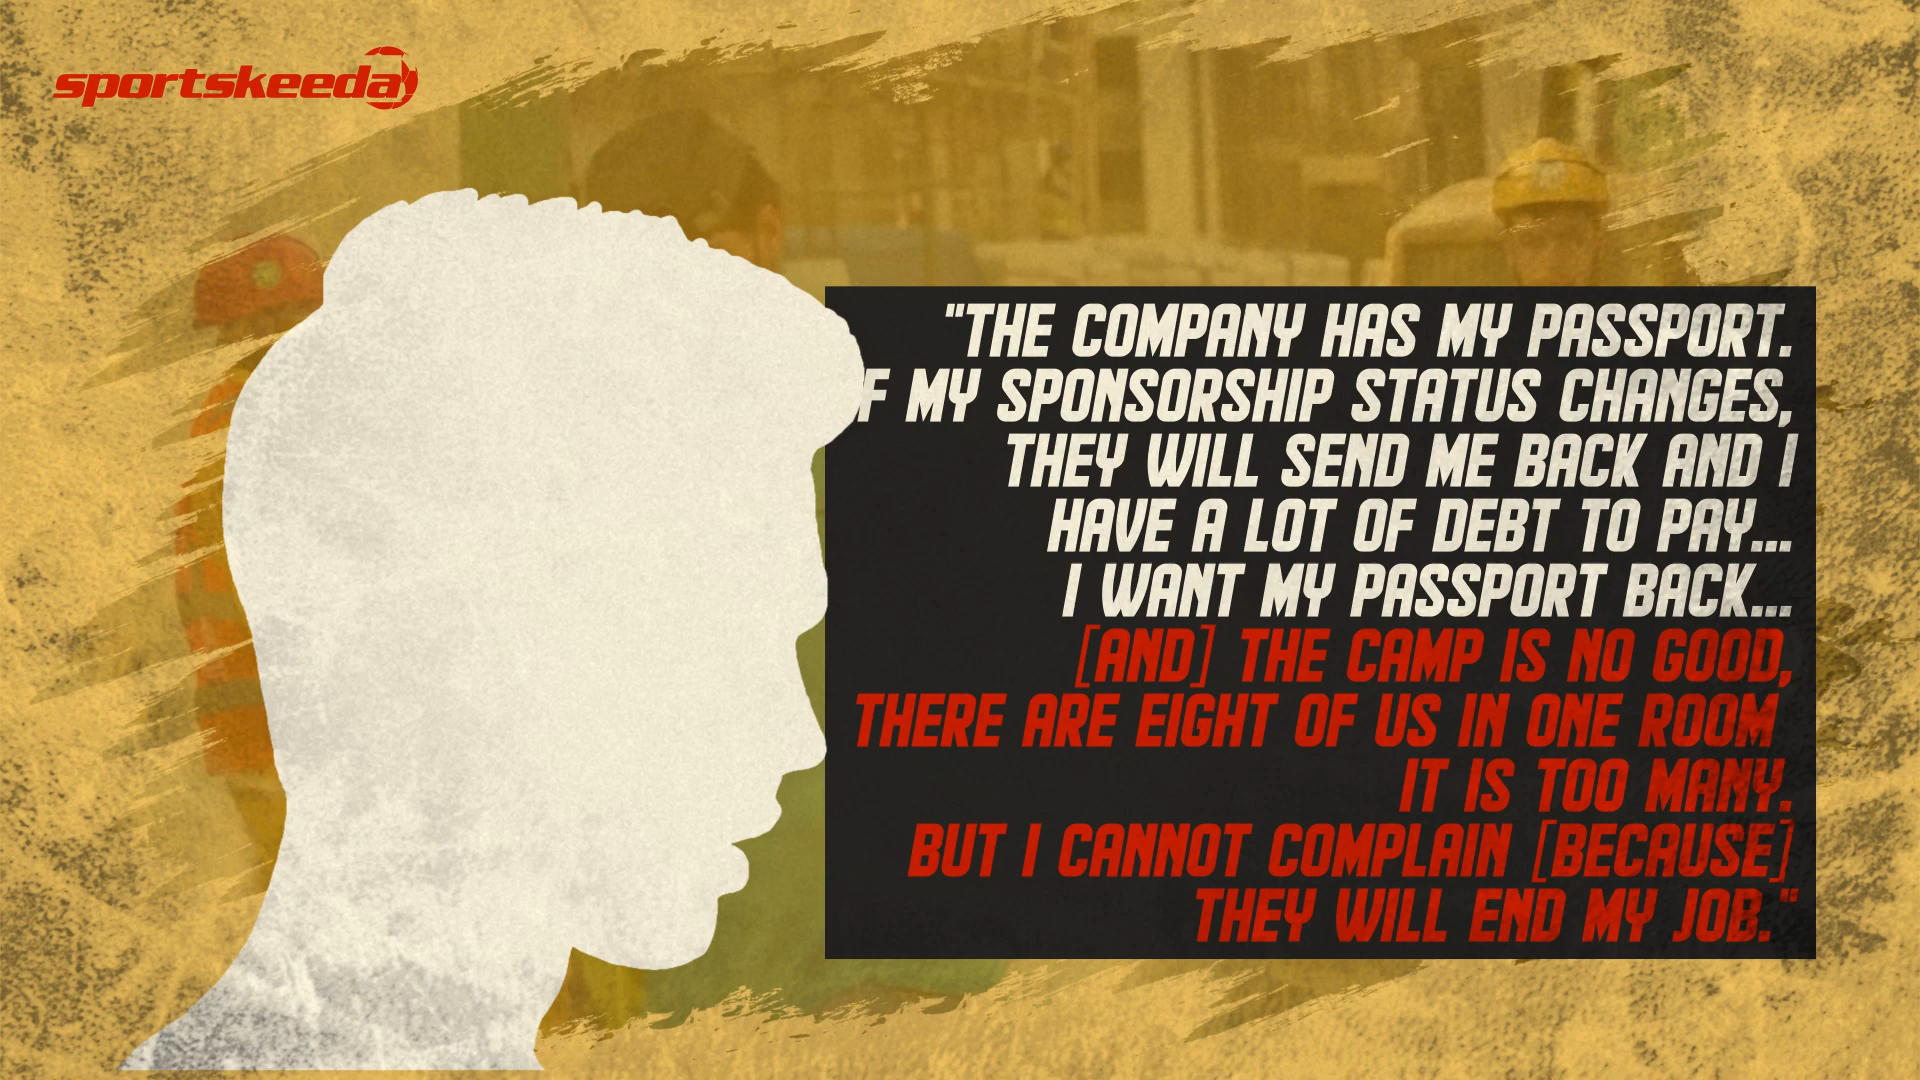 sportskeeda
"THE COMPANY HAS MY PASSPORT.
F MY SPONSORSHIP STATUS CHANGES,
THEY WILL SEND ME BACK AND I
HAVE A LOT OF DEBT TO PAY...
I WANT MY PASSPORT BACK...
[AND] THE CAMP IS NO GOOD,
THERE ARE EIGHT OF US IN ONE ROOM
IT IS TOO MANY.
BUT I CANNOT COMPLAIN [BECAUSE]
THEY WILL END MY JOB."